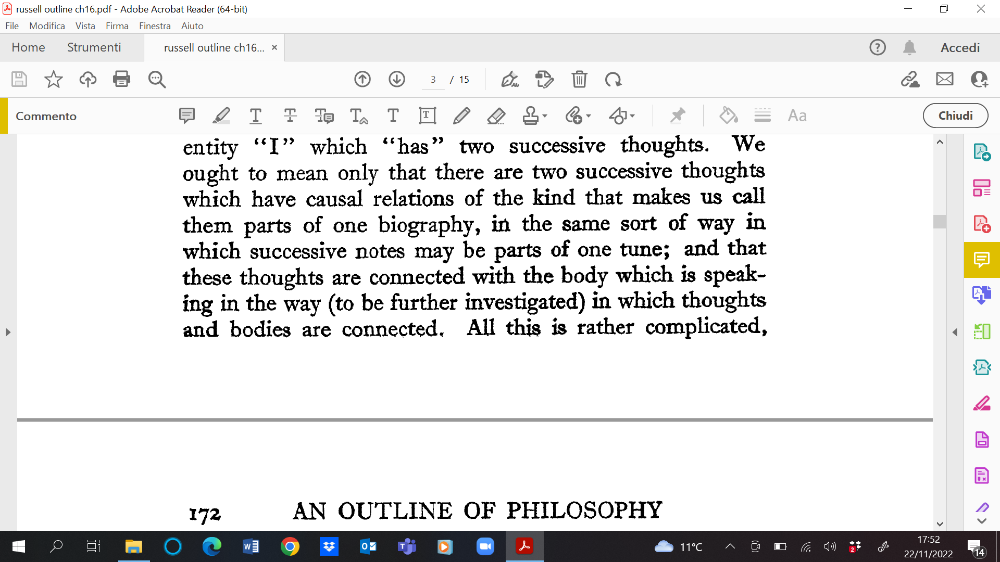 russell outline ch16.pdf - Adobe Acrobat Reader (64-bit)
File Modifica Vista Firma Finestra Aiuto
Home Strumenti russell outline ch16... × Accedi
3 / 15
Commento Aa Chiudi
entity “I” which “has” two successive thoughts. We
ought to mean only that there are two successive thoughts
which have causal relations of the kind that makes us call
them parts of one biography, in the same sort of way in
which successive notes may be parts of one tune; and that
these thoughts are connected with the body which is speak-
ing in the way (to be further investigated) in which thoughts
and bodies are connected. All this is rather complicated,
172 AN OUTLINE OF PHILOSOPHY
11°C
17:52
22/11/2022
2
14